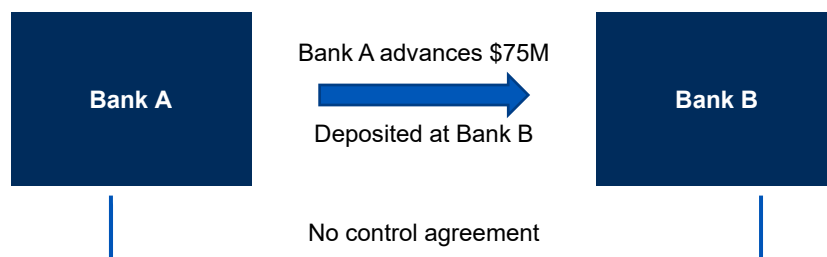 Bank A advances $75M
Bank A
Bank B
Deposited at Bank B
No control agreement